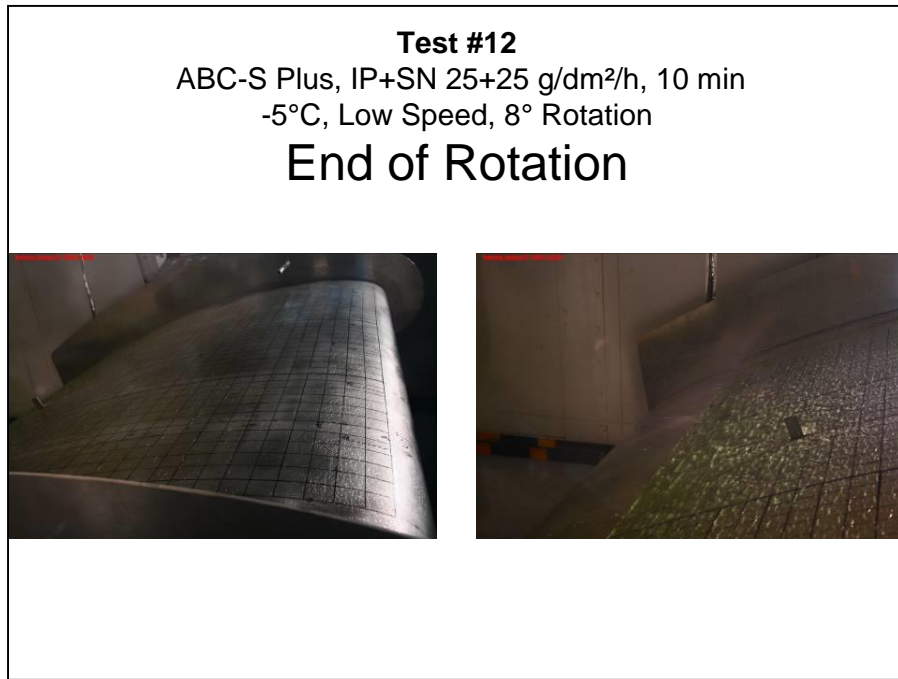 Test #12
ABC-S Plus, IP+SN 25+25 g/dm²/h, 10 min
-5°C, Low Speed, 8° Rotation
End of Rotation